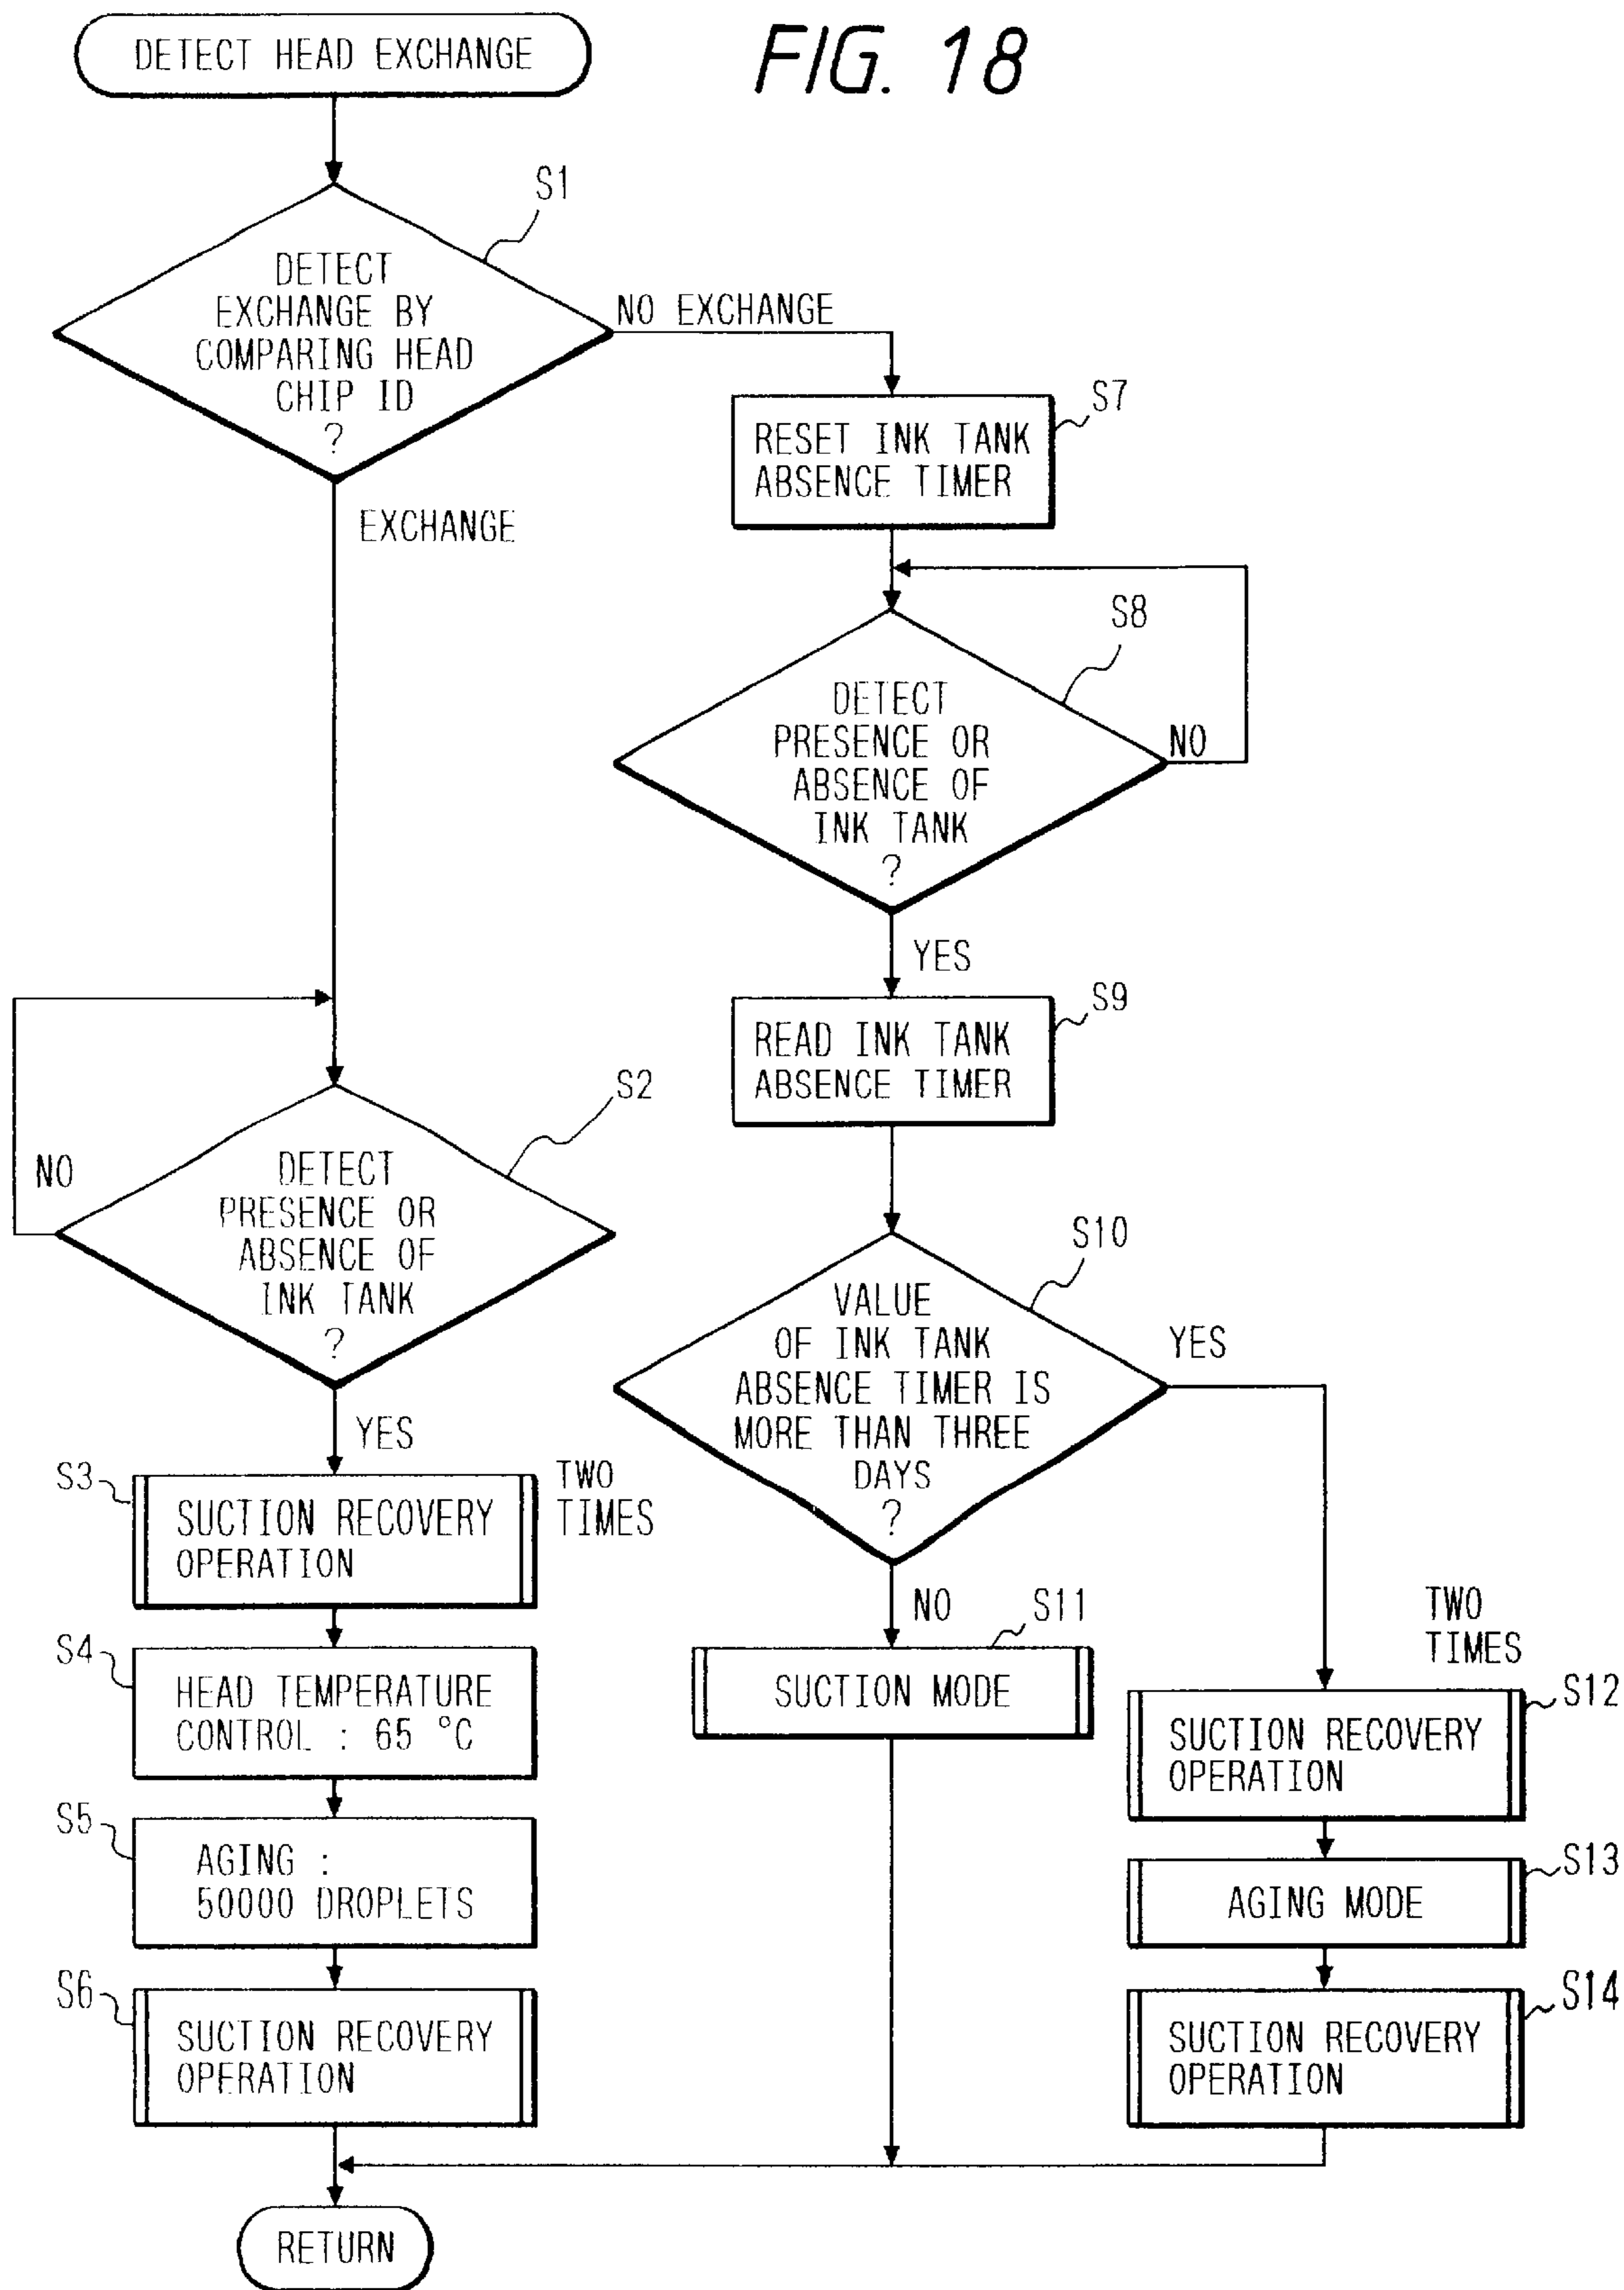 FIG. 18
DETECT HEAD EXCHANGE
S1
DETECT
EXCHANGE BY
COMPARING HEAD
CHIP ID
?
NO EXCHANGE
EXCHANGE
S7
RESET INK TANK
ABSENCE TIMER
S8
DETECT
PRESENCE OR
ABSENCE OF
INK TANK
?
NO
YES
S9
READ INK TANK
ABSENCE TIMER
S2
DETECT
PRESENCE OR
ABSENCE OF
INK TANK
?
NO
YES
S10
VALUE
OF INK TANK
ABSENCE TIMER IS
MORE THAN THREE
DAYS
?
YES
NO
S3
SUCTION RECOVERY
OPERATION
TWO
TIMES
S4
HEAD TEMPERATURE
CONTROL : 65 °C
S5
AGING :
50000 DROPLETS
S6
SUCTION RECOVERY
OPERATION
S11
SUCTION MODE
TWO
TIMES
S12
SUCTION RECOVERY
OPERATION
S13
AGING MODE
S14
SUCTION RECOVERY
OPERATION
RETURN